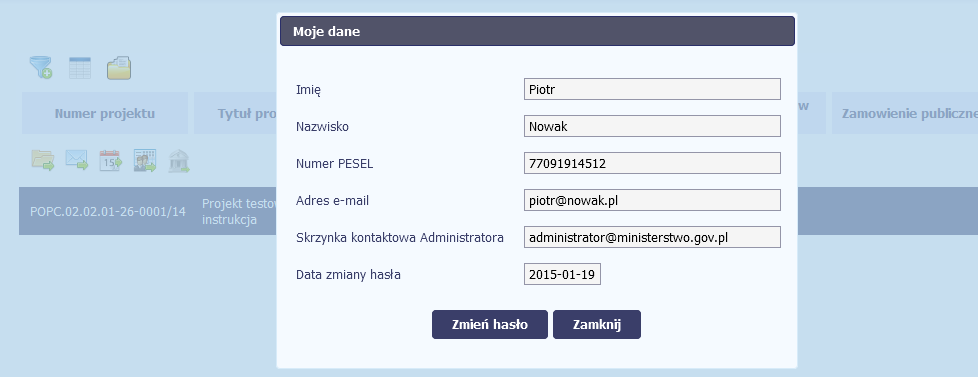 Moje dane
Imię
Piotr
Nazwisko
Nowak
Numer PESEL
77091914512
Adres e-mail
piotr@nowak.pl
Skrzynka kontaktowa Administratora
administrator@ministerstwo.gov.pl
Data zmiany hasła
2015-01-19
Zmień hasło
Zamknij
Numer projektu
Tytuł pro
w
Zamowienie publiczne
15
POPC.02.02.01-26-0001/14
Projekt testow
instrukcja